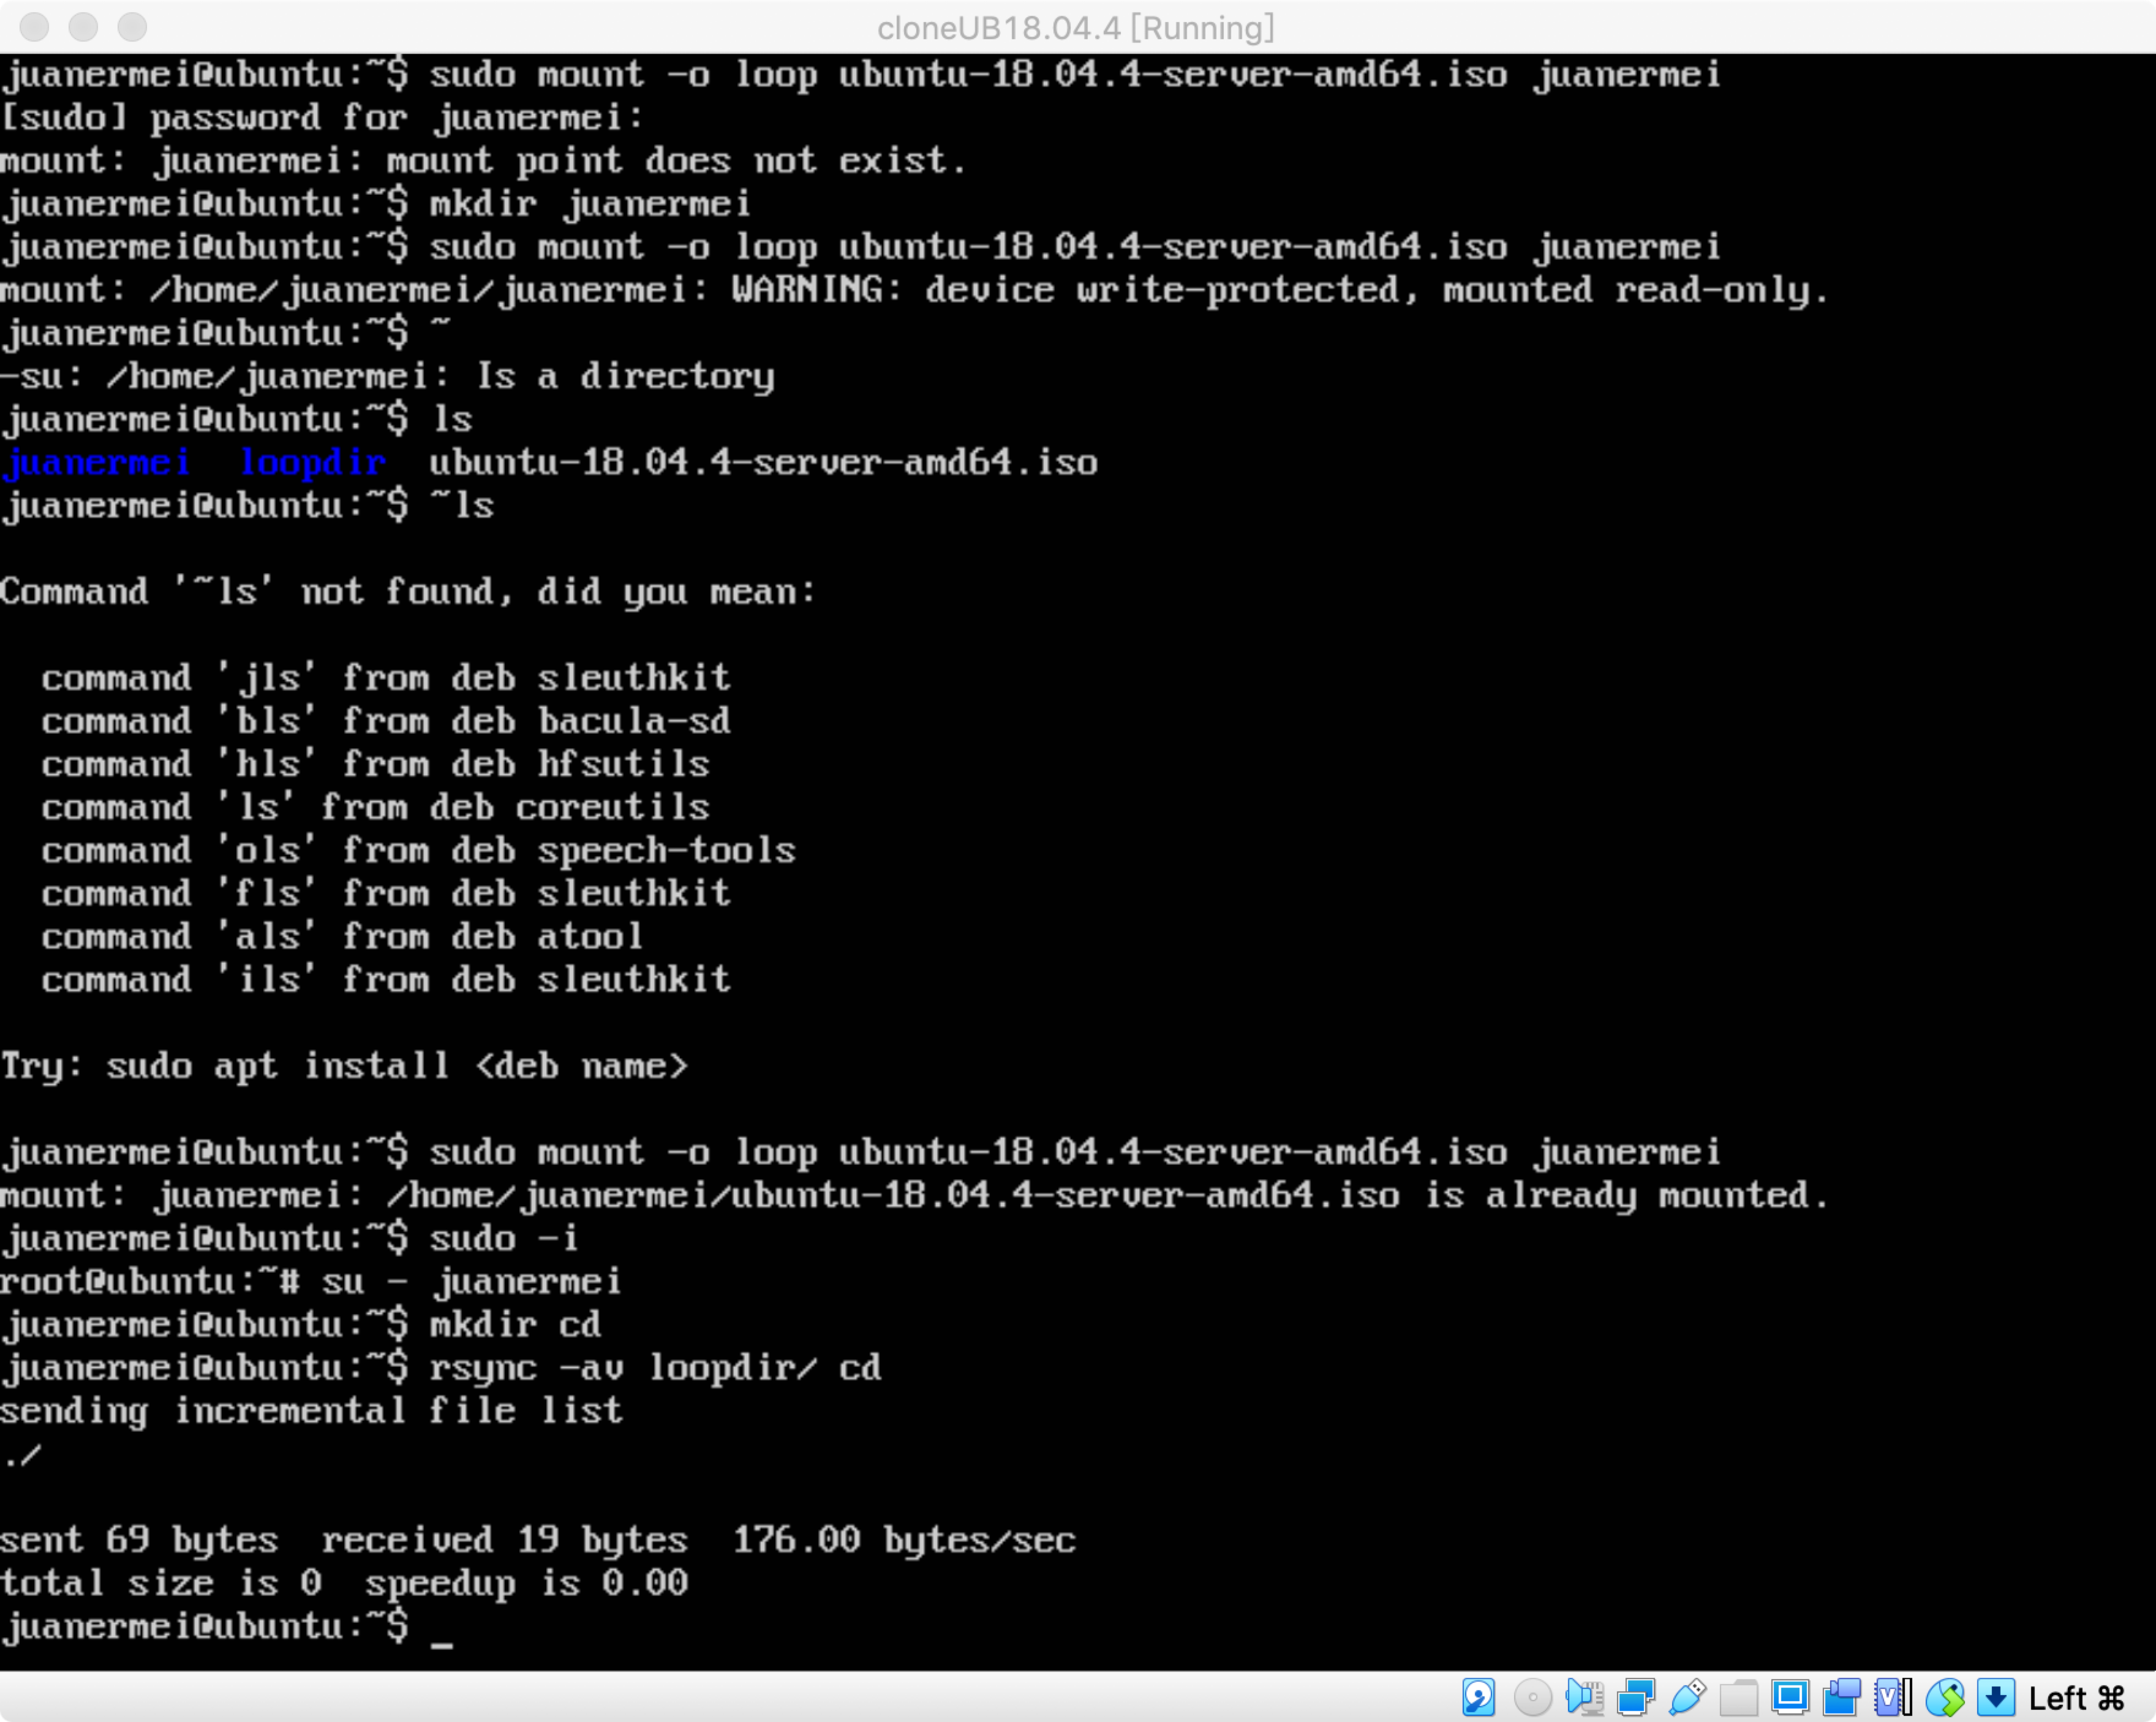 cloneUB18.04.4 [Running]
juanermei@ubuntu:~$ sudo mount -o loop ubuntu-18.04.4-server-amd64.iso juanermei
[sudo] password for juanermei:
mount: juanermei: mount point does not exist.
juanermei@ubuntu:~$ mkdir juanermei
juanermei@ubuntu:~$ sudo mount -o loop ubuntu-18.04.4-server-amd64.iso juanermei
mount: /home/juanermei/juanermei: WARNING: device write-protected, mounted read-only.
juanermei@ubuntu:~$ ~
-su: /home/juanermei: Is a directory
juanermei@ubuntu:~$ ls
juanermei  loopdir  ubuntu-18.04.4-server-amd64.iso
juanermei@ubuntu:~$ ~ls
Command '~ls' not found, did you mean:
  command 'jls' from deb sleuthkit
  command 'bls' from deb bacula-sd
  command 'hls' from deb hfsutils
  command 'ls' from deb coreutils
  command 'ols' from deb speech-tools
  command 'fls' from deb sleuthkit
  command 'als' from deb atool
  command 'ils' from deb sleuthkit
Try: sudo apt install <deb name>
juanermei@ubuntu:~$ sudo mount -o loop ubuntu-18.04.4-server-amd64.iso juanermei
mount: juanermei: /home/juanermei/ubuntu-18.04.4-server-amd64.iso is already mounted.
juanermei@ubuntu:~$ sudo -i
root@ubuntu:~# su - juanermei
juanermei@ubuntu:~$ mkdir cd
juanermei@ubuntu:~$ rsync -av loopdir/ cd
sending incremental file list
./
sent 69 bytes  received 19 bytes  176.00 bytes/sec
total size is 0  speedup is 0.00
juanermei@ubuntu:~$ _
Left ⌘